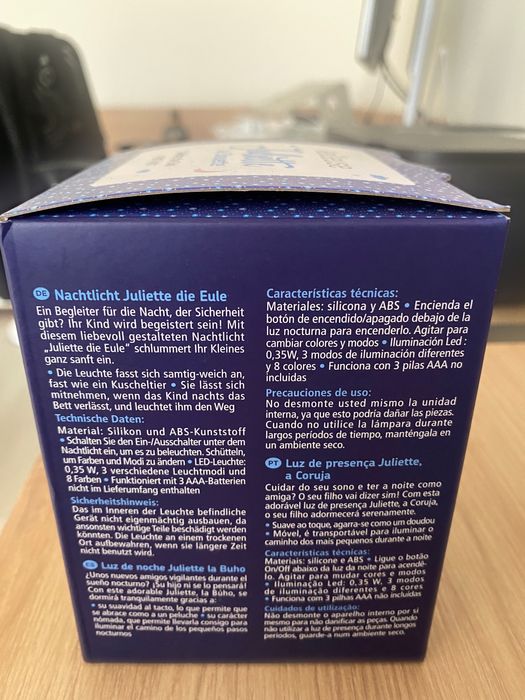 DE Nachtlicht Juliette die Eule
Ein Begleiter für die Nacht, der Sicherheit
gibt? Ihr Kind wird begeistert sein! Mit
diesem liebevoll gestalteten Nachtlicht
„Juliette die Eule" schlummert Ihr Kleines
ganz sanft ein.
• Die Leuchte fasst sich samtig-weich an,
fast wie ein Kuscheltier • Sie lässt sich
mitnehmen, wenn das Kind nachts das
Bett verlässt, und leuchtet ihm den Weg
Technische Daten:
Material: Silikon und ABS-Kunststoff
• Schalten Sie den Ein-/Ausschalter unter dem
Nachtlicht ein, um es zu beleuchten. Schütteln,
um Farben und Modi zu ändern • LED-Leuchte:
0,35 W, 3 verschiedene Leuchtmodi und
8 Farben • Funktioniert mit 3 AAA-Batterien
nicht im Lieferumfang enthalten
Sicherheitshinweis:
Das im Inneren der Leuchte befindliche
Gerät nicht eigenmächtig ausbauen, da
ansonsten wichtige Teile beschädigt werden
könnten. Die Leuchte an einem trockenen
Ort aufbewahren, wenn sie längere Zeit
nicht benutzt wird.
ES Luz de noche Juliette la Buho
¿Unos nuevos amigos vigilantes durante el
sueño nocturno? ¡Su hijo ni se lo pensará!
Con este adorable Juliette, la Búho, se
dormirá tranquilamente gracias a:
• su suavidad al tacto, lo que permite que
se abrace como a un peluche • su carácter
nómada, que permite llevarla consigo para
iluminar el camino de los pequeños pasos
nocturnos
Características técnicas:
Materiales: silicona y ABS • Encienda el
botón de encendido/apagado debajo de la
luz nocturna para encenderlo. Agitar para
cambiar colores y modos • Iluminación Led :
0,35W, 3 modos de iluminación diferentes
y 8 colores • Funciona con 3 pilas AAA no
incluidas
Precauciones de uso:
No desmonte usted mismo la unidad
interna, ya que esto podría dañar las piezas.
Cuando no utilice la lámpara durante
largos períodos de tiempo, manténgala en
un ambiente seco.
PT Luz de presença Juliette,
a Coruja
Cuidar do seu sono e ter a noite como
amiga? O seu filho vai dizer sim! Com esta
adorável luz de presença Juliette, a Coruja,
o seu filho adormecerá serenamente.
• Suave ao toque, agarra-se como um doudou
• Móvel, é transportável para iluminar o
caminho dos mais pequenos durante a noite
Características técnicas:
Materiais: silicone e ABS • Ligue o botão
On/Off abaixo da luz da noite para acendê-
lo. Agitar para mudar cores e modos
• Iluminação Led: 0,35 W, 3 modos
de iluminação diferentes e 8 cores
• Funciona com 3 pilhas AAA não incluídas
Cuidados de utilização:
Não desmonte o aparelho interno por si
mesmo para não danificar as peças. Quando
não utilizar a luz de presença durante longos
períodos, guarde-a num ambiente seco.